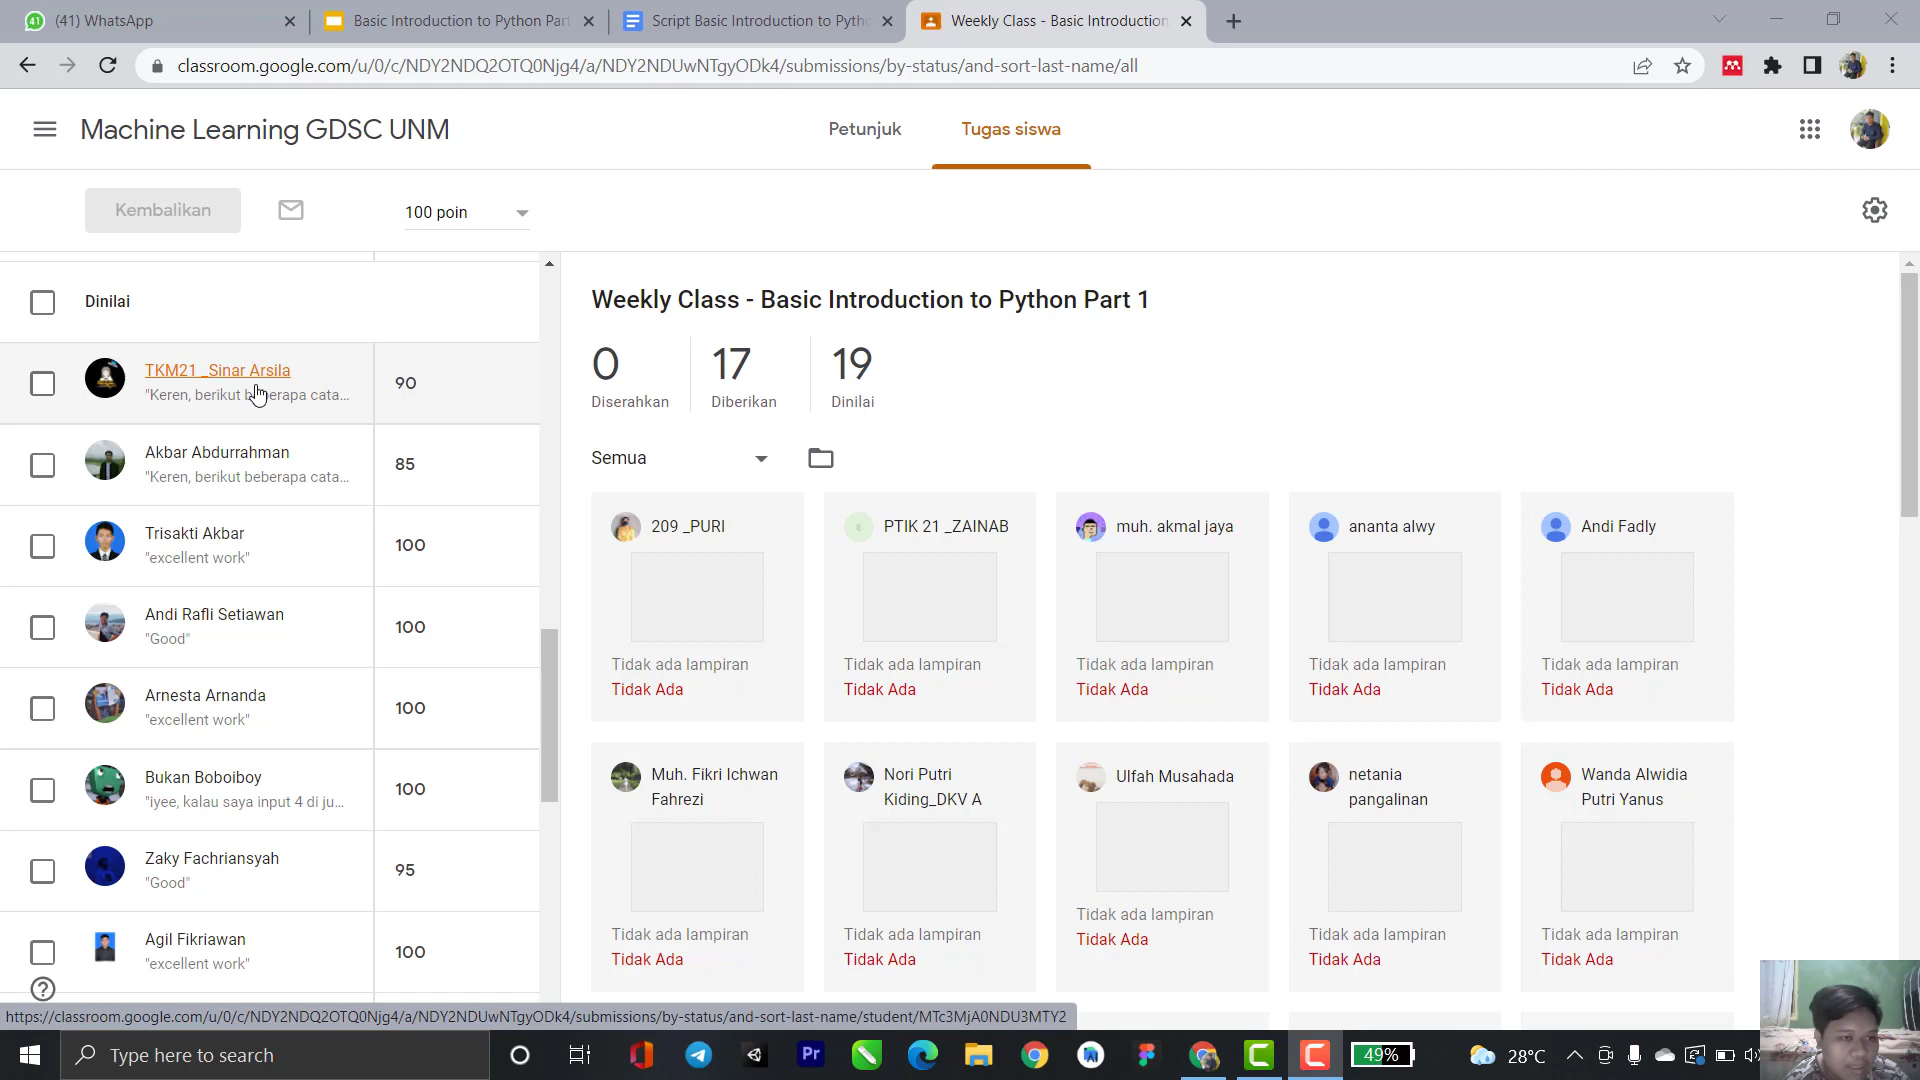 (41) WhatsApp
Basic Introduction to Python Part
Script Basic Introduction to Pytho
Weekly Class - Basic Introduction
classroom.google.com/u/0/c/NDY2NDQ2OTQ0Njg4/a/NDY2NDUwNTgyODk4/submissions/by-status/and-sort-last-name/all
Machine Learning GDSC UNM
Petunjuk
Tugas siswa
Kembalikan
100 poin
Dinilai
TKM21 _Sinar Arsila
"Keren, berikut beberapa cata...
90
Akbar Abdurrahman
"Keren, berikut beberapa cata...
85
Trisakti Akbar
"excellent work"
100
Andi Rafli Setiawan
"Good"
100
Arnesta Arnanda
"excellent work"
100
Bukan Boboiboy
"iyee, kalau saya input 4 di ju...
100
Zaky Fachriansyah
"Good"
95
Agil Fikriawan
"excellent work"
100
Weekly Class - Basic Introduction to Python Part 1
0
Diserahkan
17
Diberikan
19
Dinilai
Semua
209 _PURI
Tidak ada lampiran
Tidak Ada
PTIK 21 _ZAINAB
Tidak ada lampiran
Tidak Ada
muh. akmal jaya
Tidak ada lampiran
Tidak Ada
ananta alwy
Tidak ada lampiran
Tidak Ada
Andi Fadly
Tidak ada lampiran
Tidak Ada
Muh. Fikri Ichwan
Fahrezi
Tidak ada lampiran
Tidak Ada
Nori Putri
Kiding_DKV A
Tidak ada lampiran
Tidak Ada
Ulfah Musahada
Tidak ada lampiran
Tidak Ada
netania
pangalinan
Tidak ada lampiran
Tidak Ada
Wanda Alwidia
Putri Yanus
Tidak ada lampiran
Tidak Ada
https://classroom.google.com/u/0/c/NDY2NDQ2OTQ0Njg4/a/NDY2NDUwNTgyODk4/submissions/by-status/and-sort-last-name/student/MTc3MjA0NDU3MTY2
Type here to search
Pr
49%
28°C